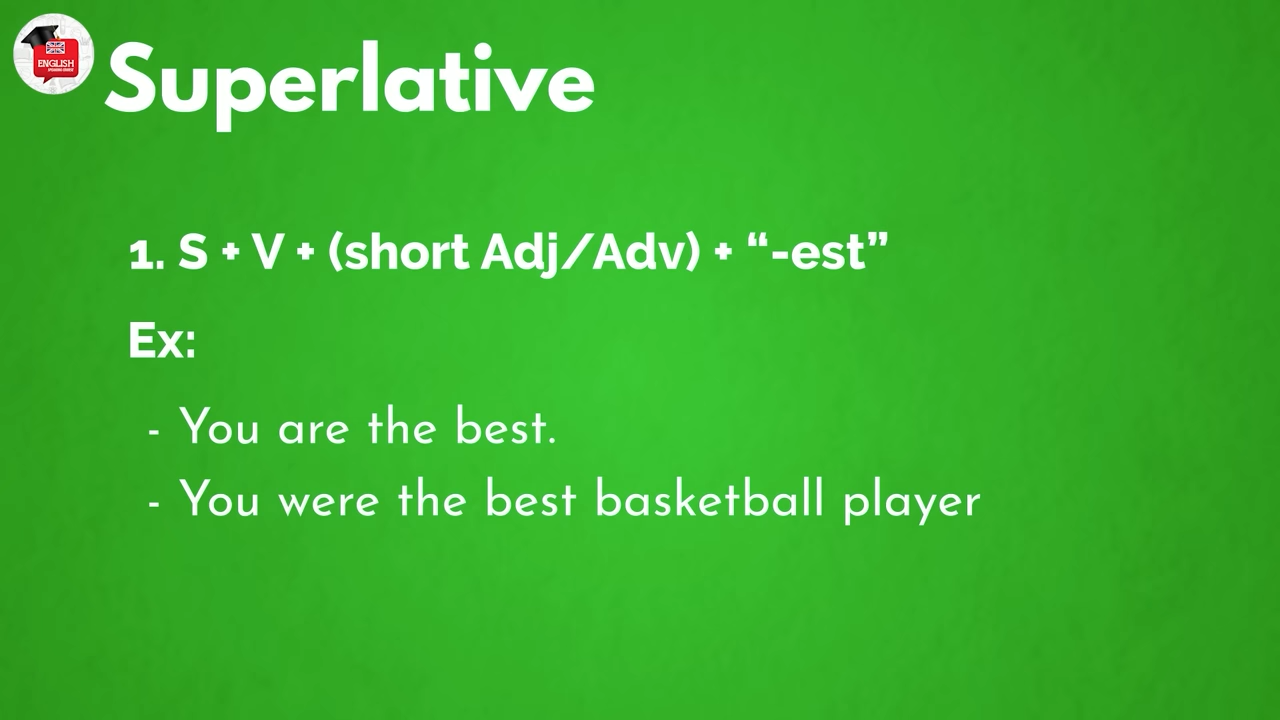 ENGLISH
Superlative
1. S + V + (short Adj/Adv) + “-est”
Ex:
- You are the best.
- You were the best basketball player